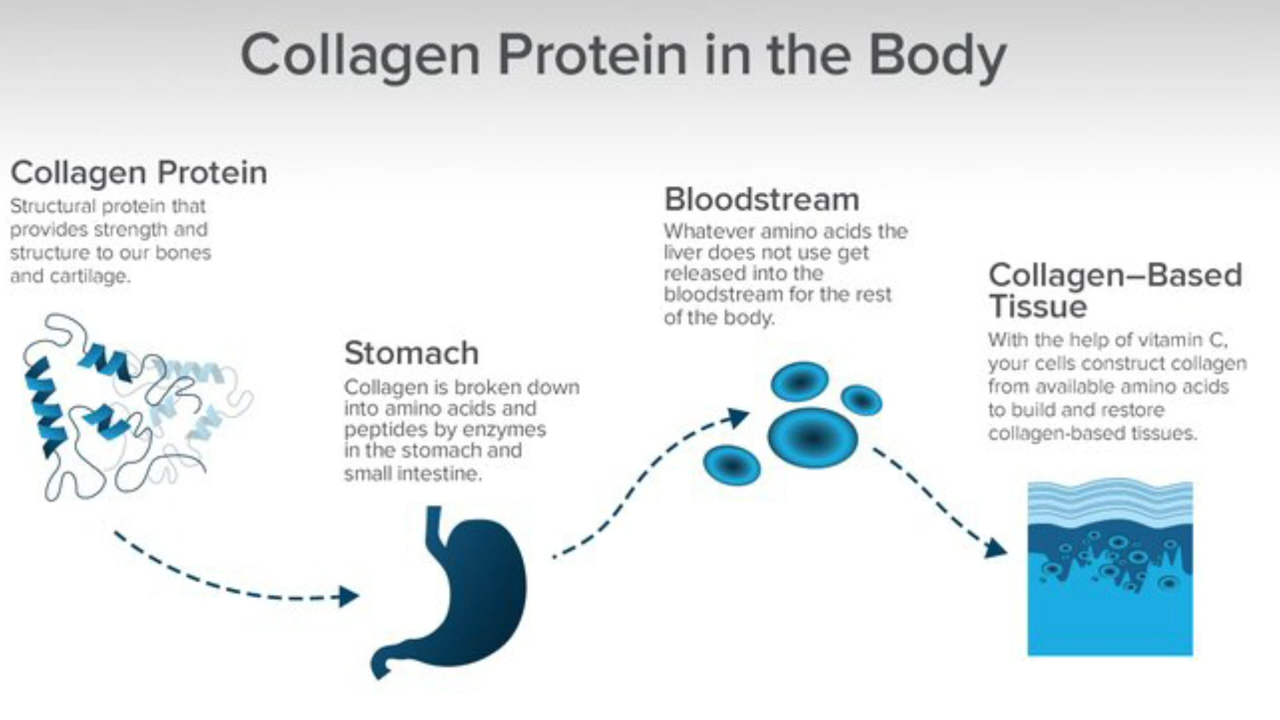 Collagen Protein in the Body
Collagen Protein
Structural protein that
provides strength and
structure to our bones
and cartilage.
Stomach
Collagen is broken down
into amino acids and
peptides by enzymes
in the stomach and
small intestine.
Bloodstream
Whatever amino acids the
liver does not use get
released into the
bloodstream for the rest
of the body.
Collagen–Based
Tissue
With the help of vitamin C,
your cells construct collagen
from available amino acids
to build and restore
collagen-based tissues.